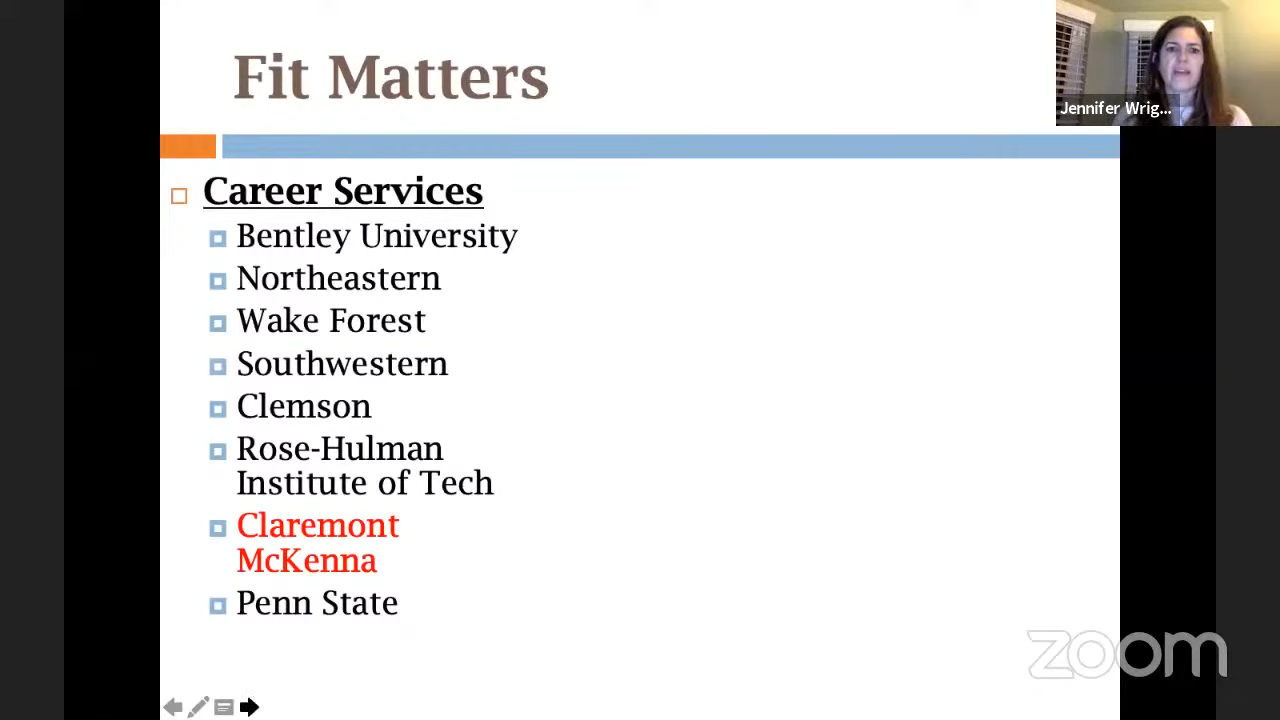 Fit Matters
Jennifer Wrig...
Career Services
Bentley University
Northeastern
Wake Forest
Southwestern
Clemson
Rose-Hulman
Institute of Tech
Claremont
McKenna
Penn State
zoom